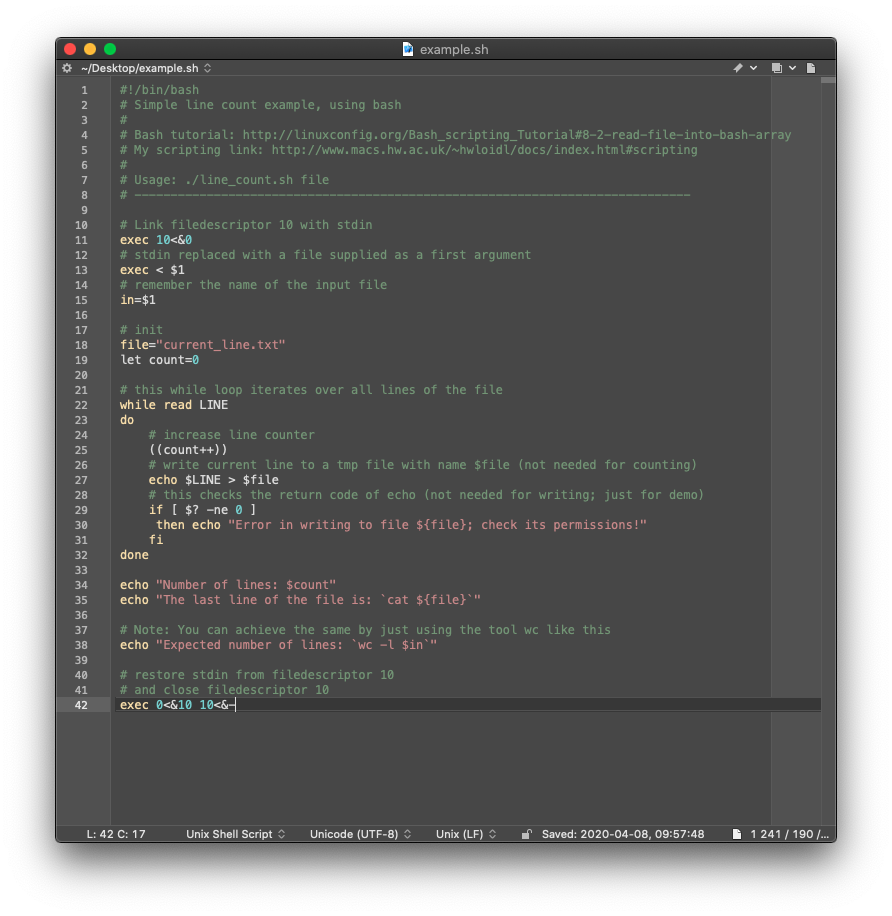 example.sh
~/Desktop/example.sh
1 #!/bin/bash
2 # Simple line count example, using bash
3 #
4 # Bash tutorial: http://linuxconfig.org/Bash_scripting_Tutorial#8-2-read-file-into-bash-array
5 # My scripting link: http://www.macs.hw.ac.uk/~hwloidl/docs/index.html#scripting
6 #
7 # Usage: ./line_count.sh file
8 # -----------------------------------------------------------------------------
9
10 # Link filedescriptor 10 with stdin
11 exec 10<&0
12 # stdin replaced with a file supplied as a first argument
13 exec < $1
14 # remember the name of the input file
15 in=$1
16
17 # init
18 file="current_line.txt"
19 let count=0
20
21 # this while loop iterates over all lines of the file
22 while read LINE
23 do
24     # increase line counter
25     ((count++))
26     # write current line to a tmp file with name $file (not needed for counting)
27     echo $LINE > $file
28     # this checks the return code of echo (not needed for writing; just for demo)
29     if [ $? -ne 0 ]
30      then echo "Error in writing to file ${file}; check its permissions!"
31     fi
32 done
33
34 echo "Number of lines: $count"
35 echo "The last line of the file is: `cat ${file}`"
36
37 # Note: You can achieve the same by just using the tool wc like this
38 echo "Expected number of lines: `wc -l $in`"
39
40 # restore stdin from filedescriptor 10
41 # and close filedescriptor 10
42 exec 0<&10 10<&-
L: 42 C: 17 Unix Shell Script Unicode (UTF-8) Unix (LF) Saved: 2020-04-08, 09:57:48 1 241 / 190 /...